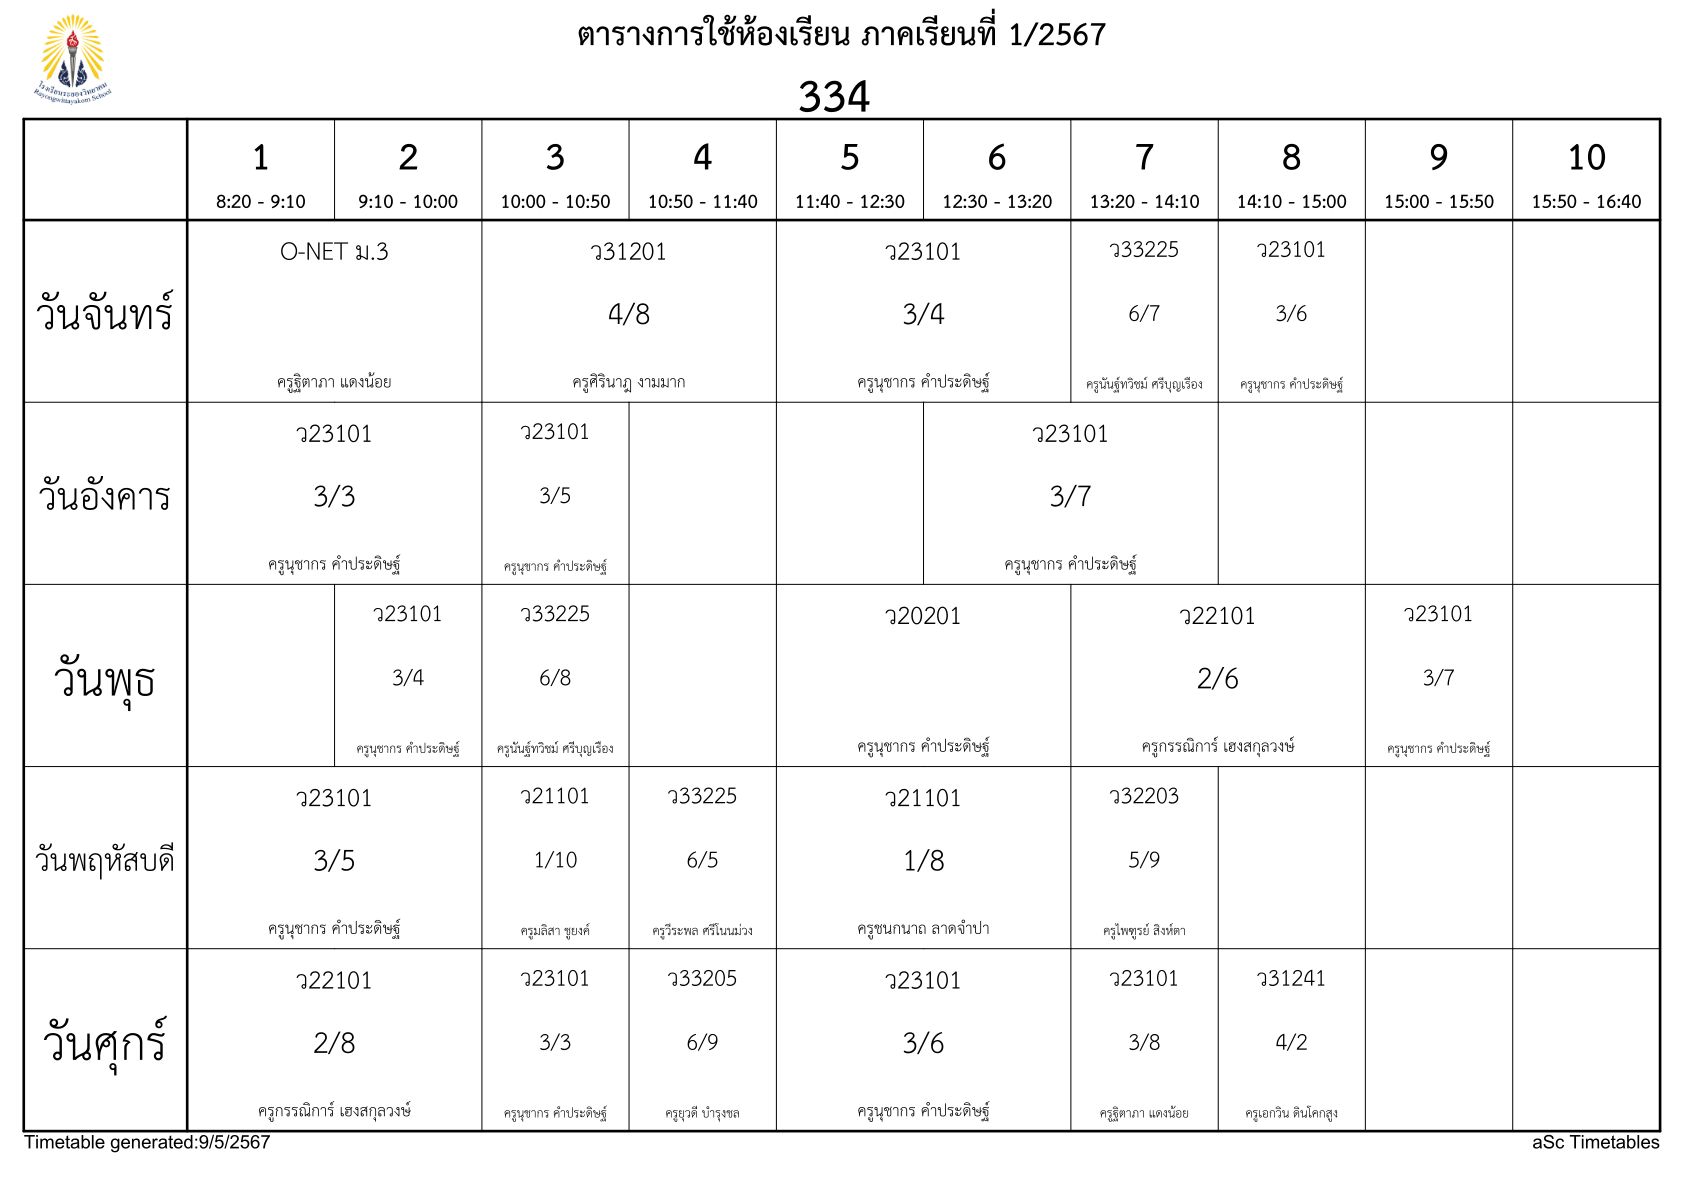 ตารางการใช้ห้องเรียน ภาคเรียนที่ 1/2567
334
โรงเรียนระยองวิทยาคม
Rayongwittayakom School
1 2 3 4 5 6 7 8 9 10
8:20 - 9:10 9:10 - 10:00 10:00 - 10:50 10:50 - 11:40 11:40 - 12:30 12:30 - 13:20 13:20 - 14:10 14:10 - 15:00 15:00 - 15:50 15:50 - 16:40
วันจันทร์
O-NET ม.3 ว31201 ว23101 ว33225 ว23101
4/8 3/4 6/7 3/6
ครูฐิตาภา แดงน้อย ครูศิรินาฎ งามมาก ครูนุชากร คำประดิษฐ์ ครูนันฐ์ทวิชม์ ศรีบุญเรือง ครูนุชากร คำประดิษฐ์
วันอังคาร
ว23101 ว23101 ว23101
3/3 3/5 3/7
ครูนุชากร คำประดิษฐ์ ครูนุชากร คำประดิษฐ์ ครูนุชากร คำประดิษฐ์
วันพุธ
ว23101 ว33225 ว20201 ว22101 ว23101
3/4 6/8 2/6 3/7
ครูนุชากร คำประดิษฐ์ ครูนันฐ์ทวิชม์ ศรีบุญเรือง ครูนุชากร คำประดิษฐ์ ครูกรรณิการ์ เฮงสกุลวงษ์ ครูนุชากร คำประดิษฐ์
วันพฤหัสบดี
ว23101 ว21101 ว33225 ว21101 ว32203
3/5 1/10 6/5 1/8 5/9
ครูนุชากร คำประดิษฐ์ ครูมลิสา ชูยงค์ ครูวีระพล ศรีโนนม่วง ครูชนกนาถ ลาดจำปา ครูไพฑูรย์ สิงห์ตา
วันศุกร์
ว22101 ว23101 ว33205 ว23101 ว23101 ว31241
2/8 3/3 6/9 3/6 3/8 4/2
ครูกรรณิการ์ เฮงสกุลวงษ์ ครูนุชากร คำประดิษฐ์ ครูยุวดี บำรุงชล ครูนุชากร คำประดิษฐ์ ครูฐิตาภา แดงน้อย ครูเอกวิน ดินโคกสูง
Timetable generated:9/5/2567 aSc Timetables